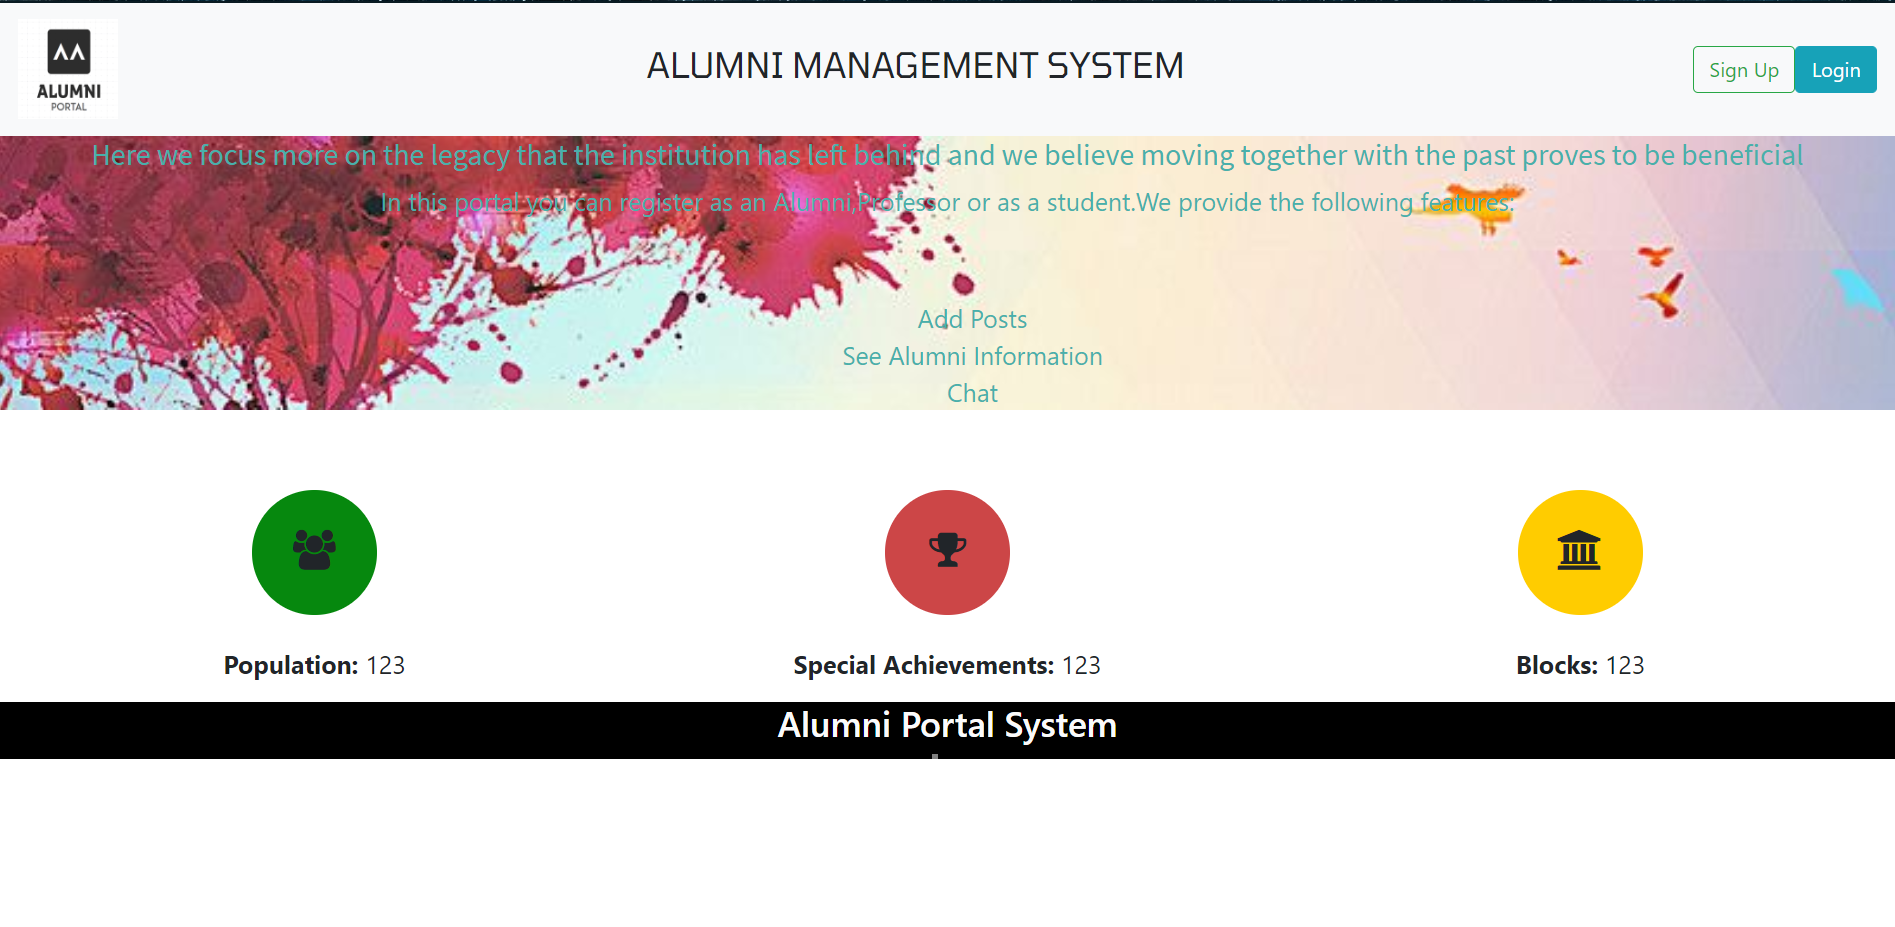 ALUMNI
PORTAL
ALUMNI MANAGEMENT SYSTEM
Sign Up
Login
Here we focus more on the legacy that the institution has left behind and we believe moving together with the past proves to be beneficial
In this portal you can register as an Alumni,Professor or as a student.We provide the following features:
Add Posts
See Alumni Information
Chat
Population: 123
Special Achievements: 123
Blocks: 123
Alumni Portal System